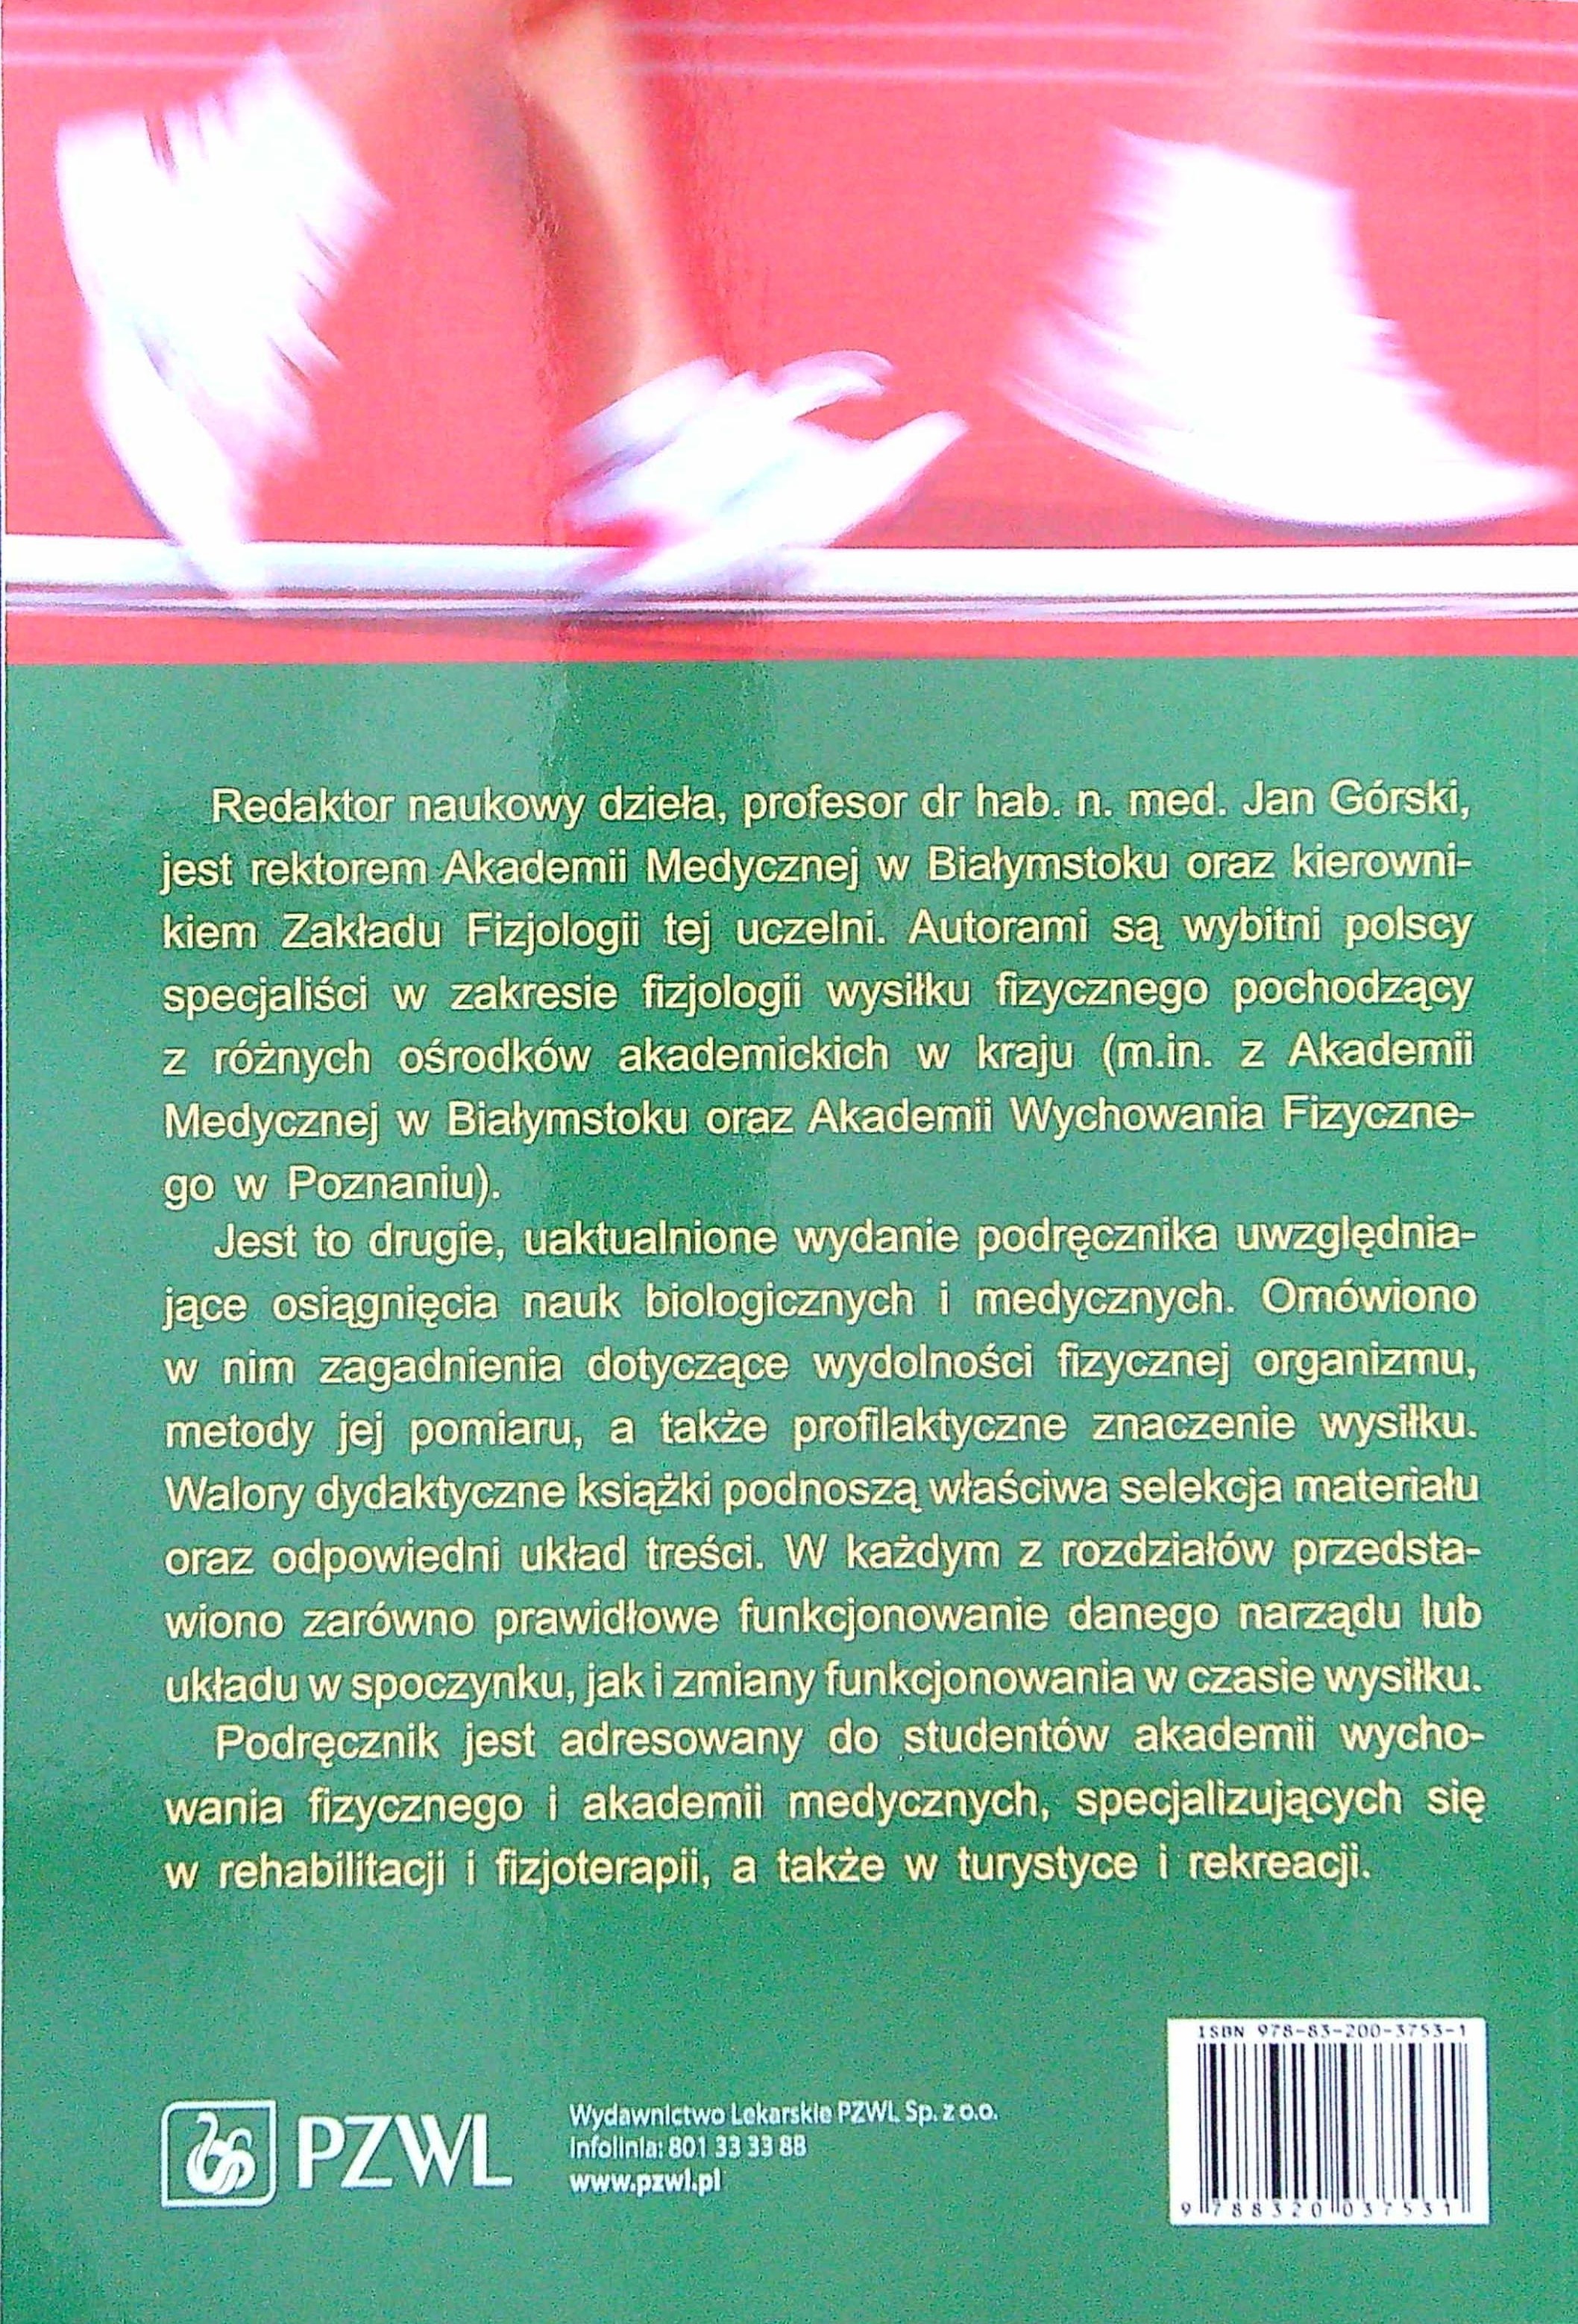 Redaktor naukowy dzieła, profesor dr hab. n. med. Jan Górski,
jest rektorem Akademii Medycznej w Białymstoku oraz kierowni-
kiem Zakładu Fizjologii tej uczelni. Autorami są wybitni polscy
specjaliści w zakresie fizjologii wysiłku fizycznego pochodzący
z różnych ośrodków akademickich w kraju (m.in. z Akademii
Medycznej w Białymstoku oraz Akademii Wychowania Fizyczne-
go w Poznaniu).
Jest to drugie, uaktualnione wydanie podręcznika uwzględnia-
jące osiągnięcia nauk biologicznych i medycznych. Omówiono
w nim zagadnienia dotyczące wydolności fizycznej organizmu,
metody jej pomiaru, a także profilaktyczne znaczenie wysiłku.
Walory dydaktyczne książki podnoszą właściwa selekcja materiału
oraz odpowiedni układ treści. W każdym z rozdziałów przedsta-
wiono zarówno prawidłowe funkcjonowanie danego narządu lub
układu w spoczynku, jak i zmiany funkcjonowania w czasie wysiłku.
Podręcznik jest adresowany do studentów akademii wycho-
wania fizycznego i akademii medycznych, specjalizujących się
w rehabilitacji i fizjoterapii, a także w turystyce i rekreacji.
ISBN 978-83-200-3753-1
PZWL
Wydawnictwo Lekarskie PZWL Sp. z o.o.
Infolinia: 801 33 33 88
www.pzwl.pl
9 788320 037531